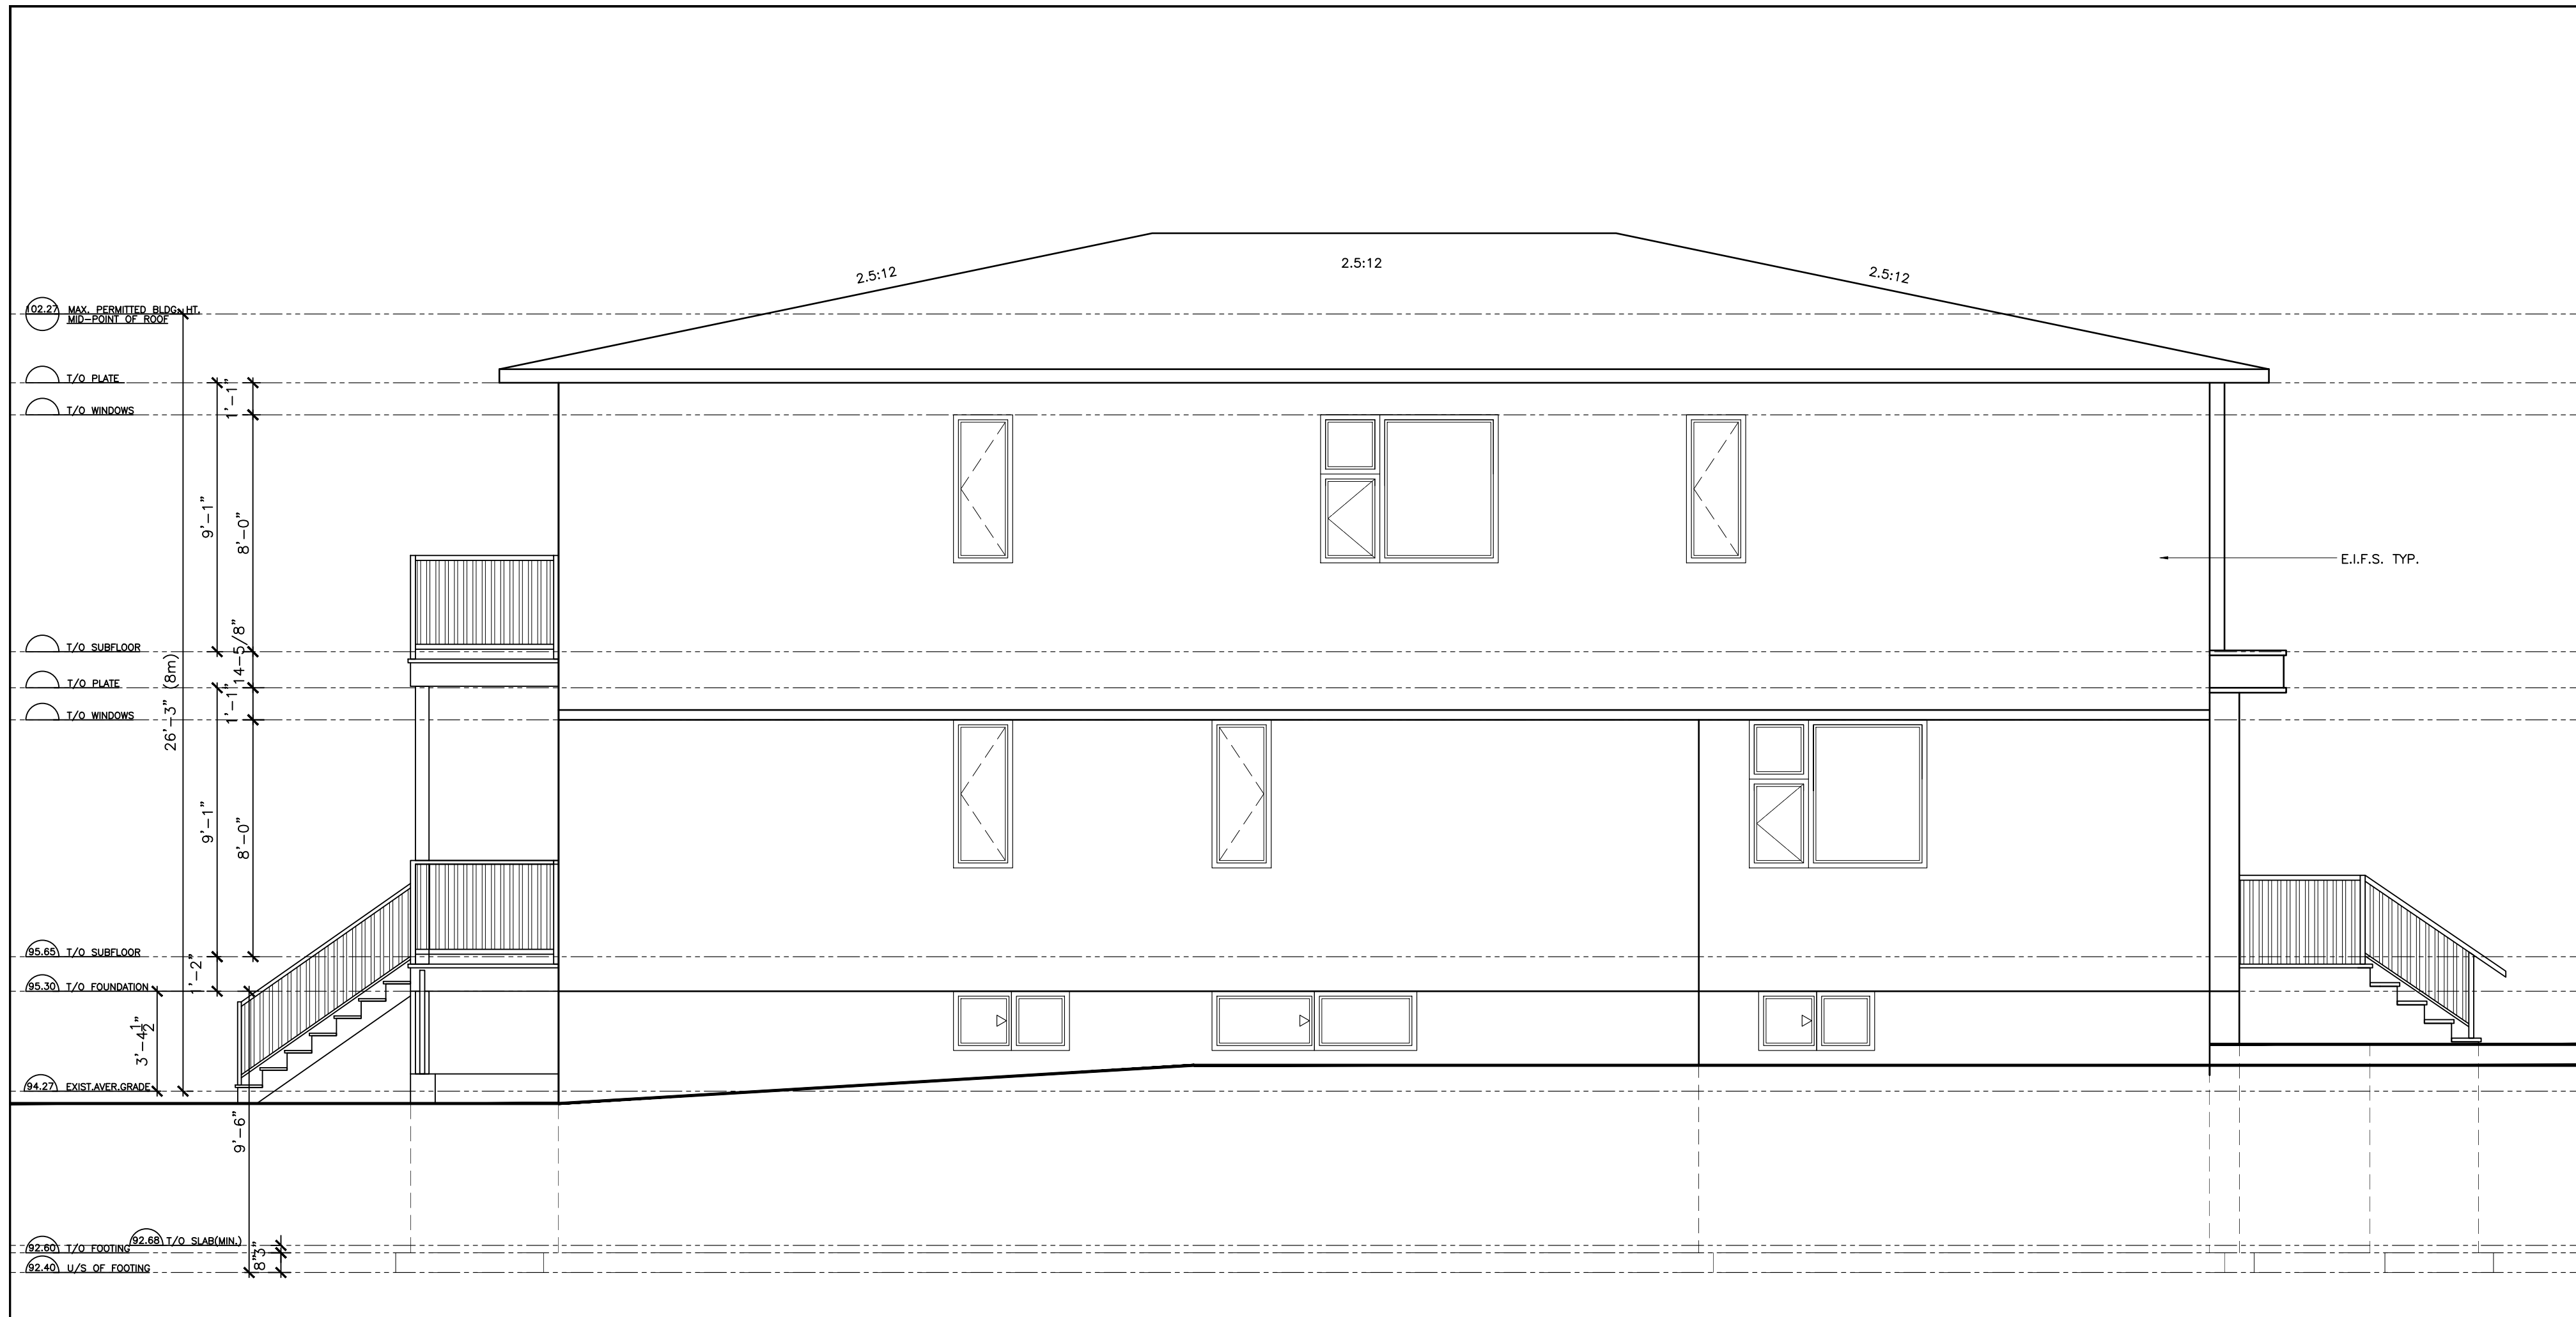 2.5:12
2.5:12
2.5:12
102.27 MAX. PERMITTED BLDG. HT.
MID-POINT OF ROOF
T/O PLATE
1'-1"
T/O WINDOWS
9'-1"
8'-0"
E.I.F.S. TYP.
T/O SUBFLOOR
14-5/8"
26'-3" (8m)
T/O PLATE
1'-1"
T/O WINDOWS
9'-1"
8'-0"
95.65 T/O SUBFLOOR
1'-2"
95.30 T/O FOUNDATION
3'-4 1/2"
94.27 EXIST.AVER.GRADE
9'-6"
92.68 T/O SLAB(MIN.)
92.60 T/O FOOTING
3"
8"
92.40 U/S OF FOOTING